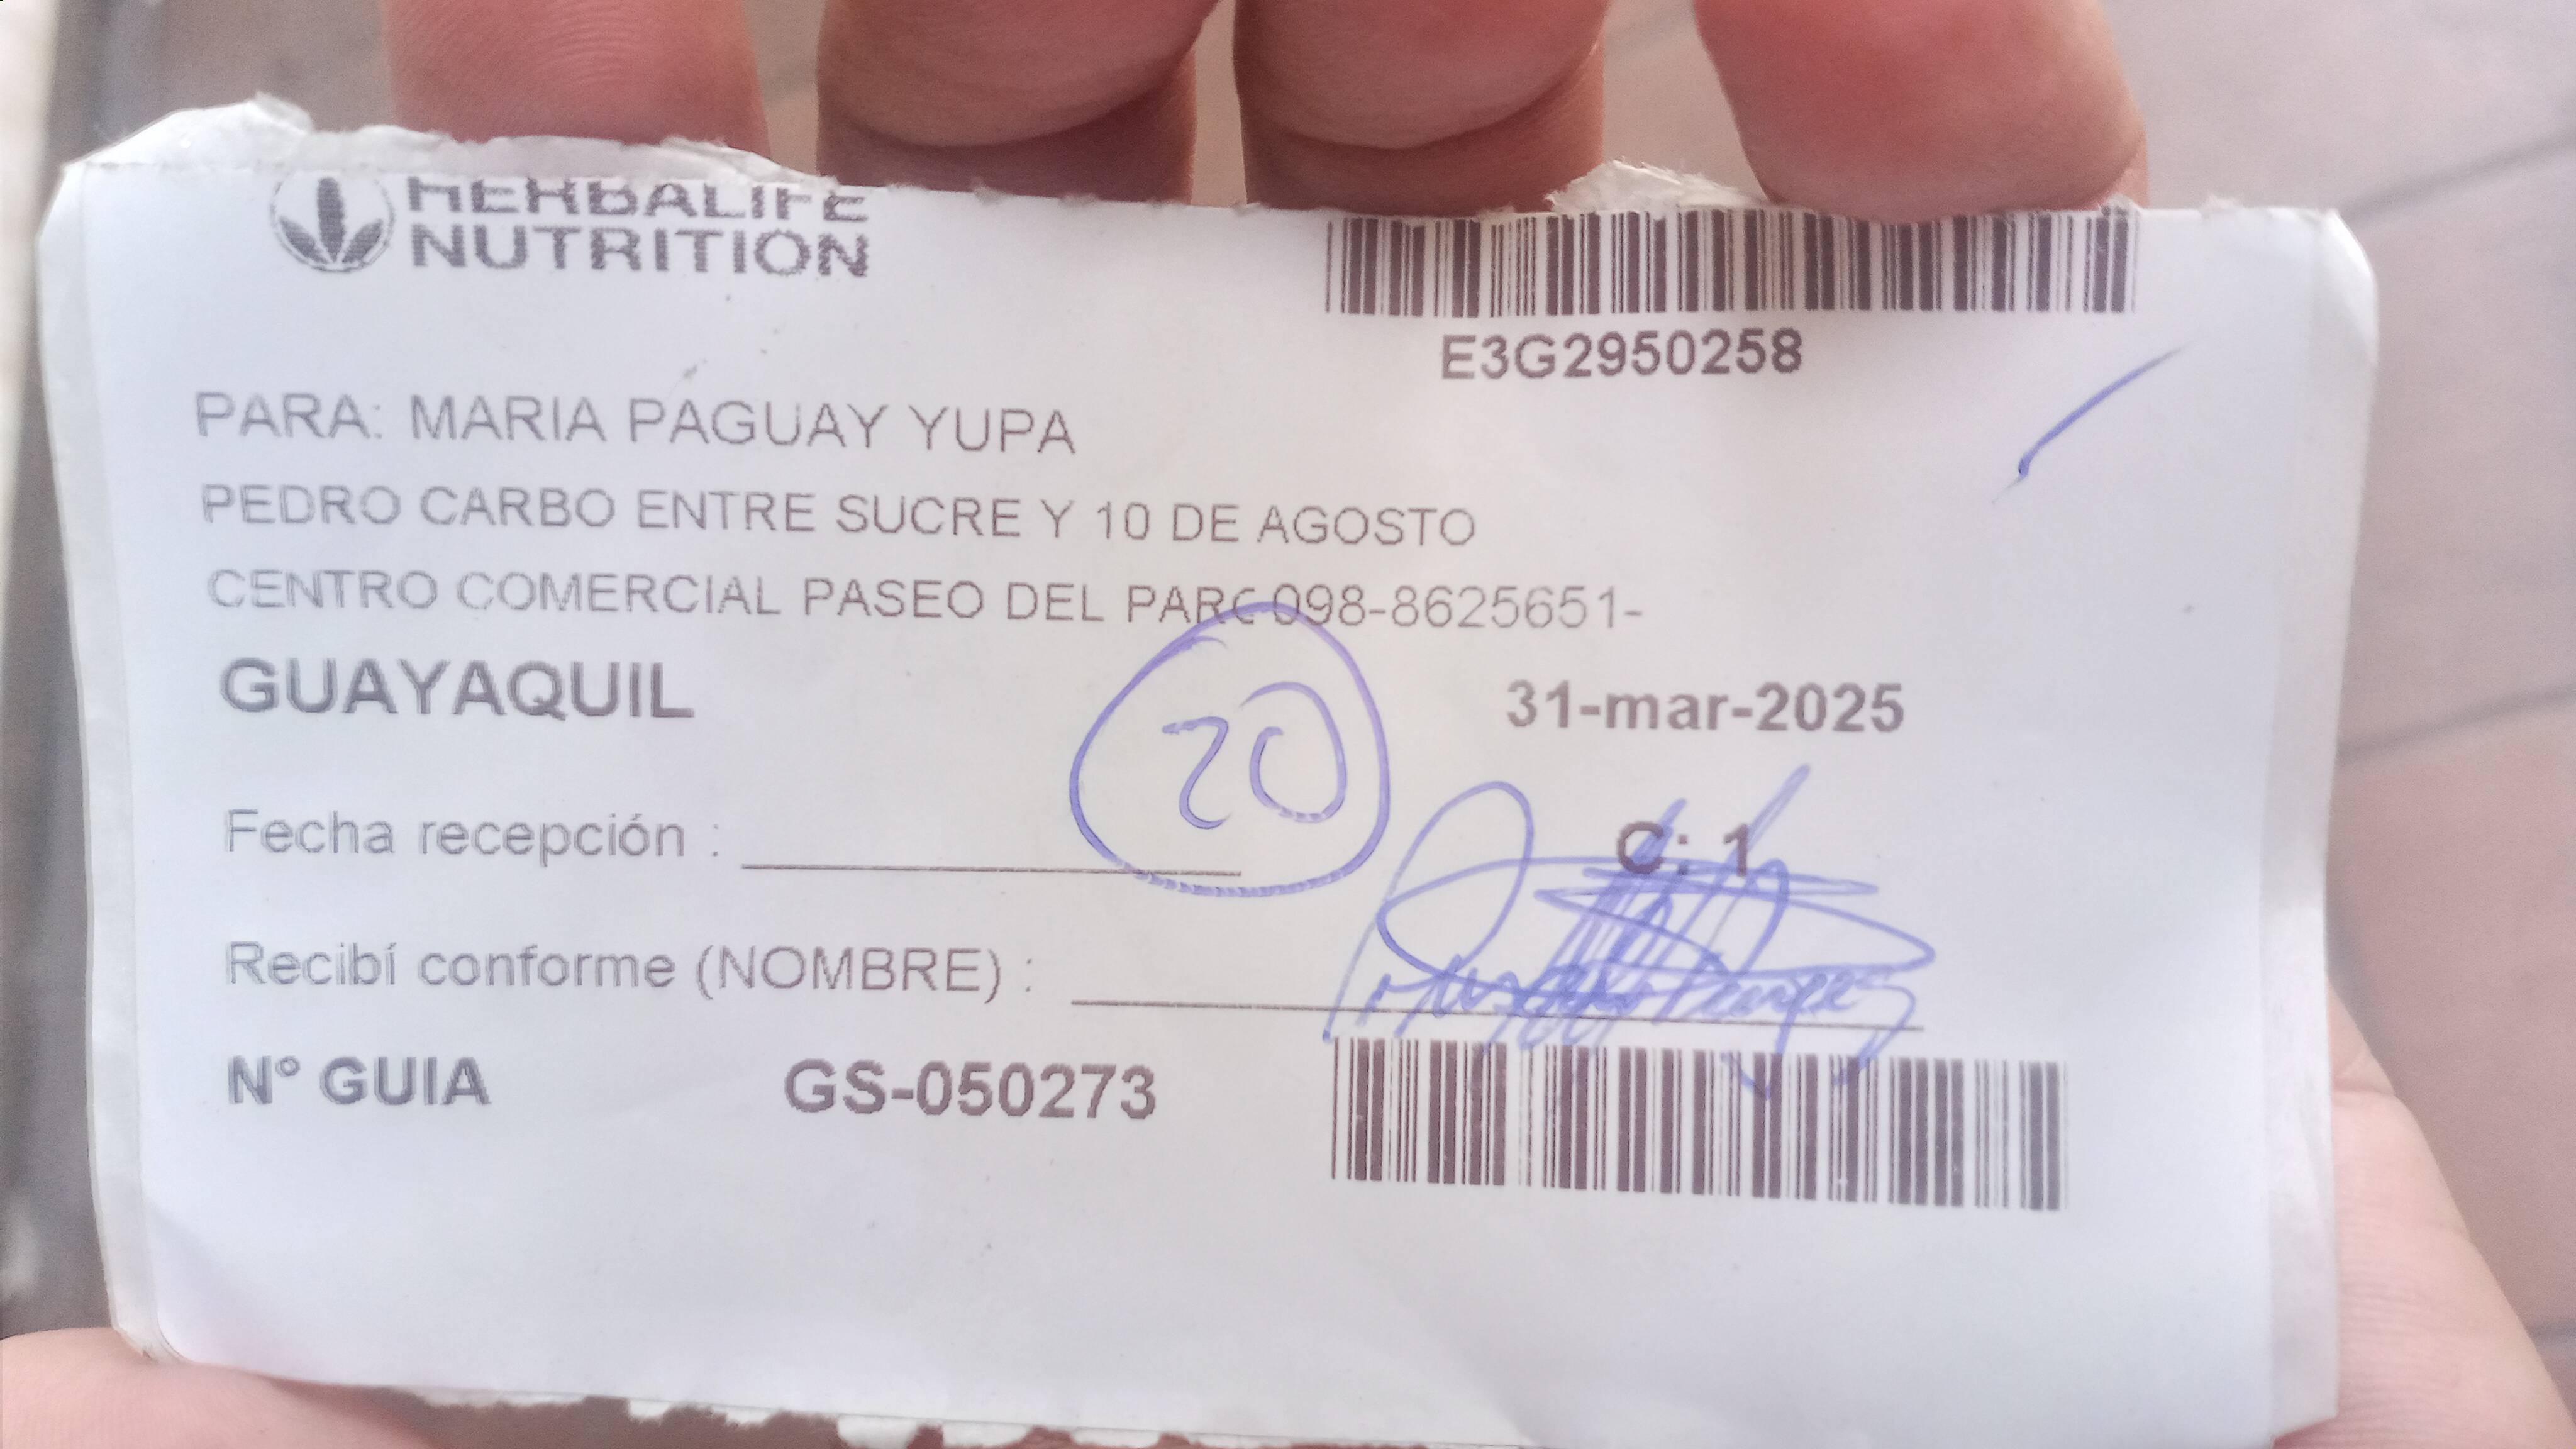 HERBALIFE
NUTRITION
E3G2950258
PARA: MARIA PAGUAY YUPA
PEDRO CARBO ENTRE SUCRE Y 10 DE AGOSTO
CENTRO COMERCIAL PASEO DEL PARC 098-8625651-
GUAYAQUIL
31-mar-2025
20
Fecha recepción :
C: 1
Recibí conforme (NOMBRE) :
N° GUIA GS-050273